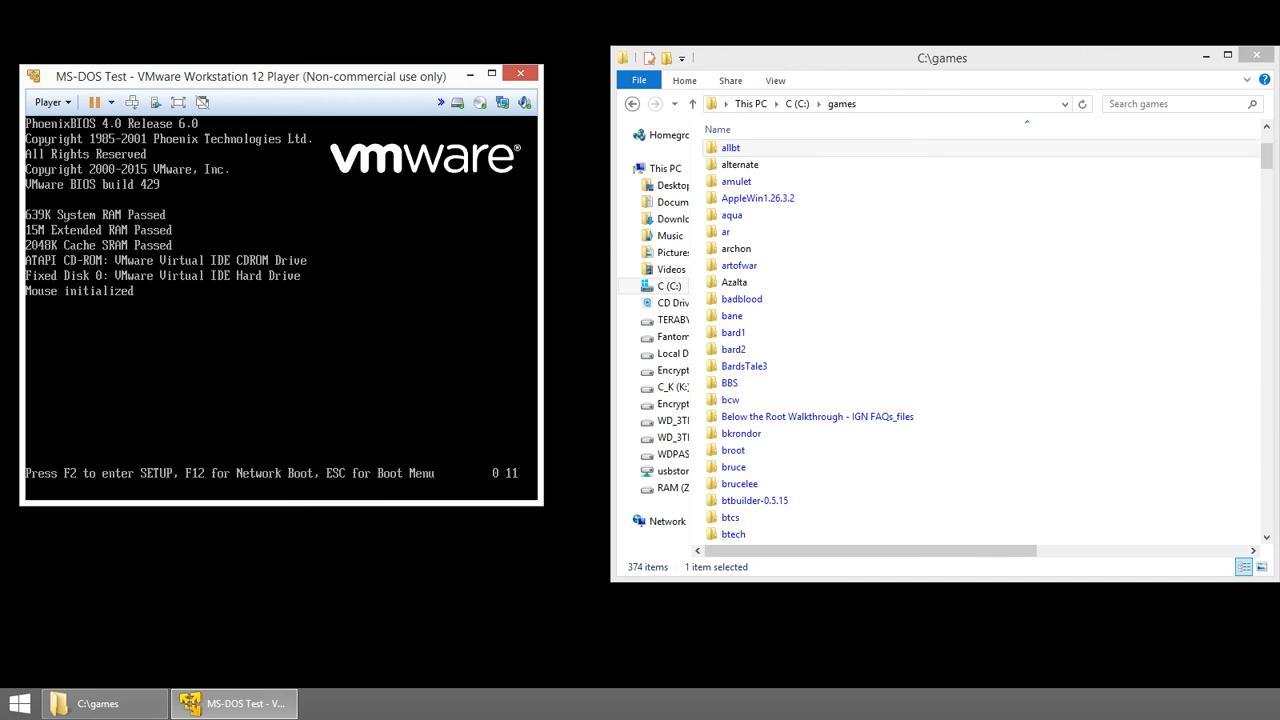 MS-DOS Test - VMware Workstation 12 Player (Non-commercial use only)
Player
PhoenixBIOS 4.0 Release 6.0
Copyright 1985-2001 Phoenix Technologies Ltd.
All Rights Reserved
Copyright 2000-2015 VMware, Inc.
VMware BIOS build 429
vmware®
639K System RAM Passed
15M Extended RAM Passed
2048K Cache SRAM Passed
ATAPI CD-ROM: VMware Virtual IDE CDROM Drive
Fixed Disk 0: VMware Virtual IDE Hard Drive
Mouse initialized
Press F2 to enter SETUP, F12 for Network Boot, ESC for Boot Menu 0 11
C:\games
File Home Share View
This PC C (C:) games
Search games
Homegro
This PC
Desktop
Docum
Downlo
Music
Pictures
Videos
C (C:)
CD Driv
TERABY
Fantom
Local D
Encrypt
C_K (K:)
Encrypt
WD_3TI
WD_3TI
WDPAS
usbstor
RAM (Z
Network
Name
allbt
alternate
amulet
AppleWin1.26.3.2
aqua
ar
archon
artofwar
Azalta
badblood
bane
bard1
bard2
BardsTale3
BBS
bcw
Below the Root Walkthrough - IGN FAQs_files
bkrondor
broot
bruce
brucelee
btbuilder-0.5.15
btcs
btech
374 items 1 item selected
C:\games
MS-DOS Test - V...